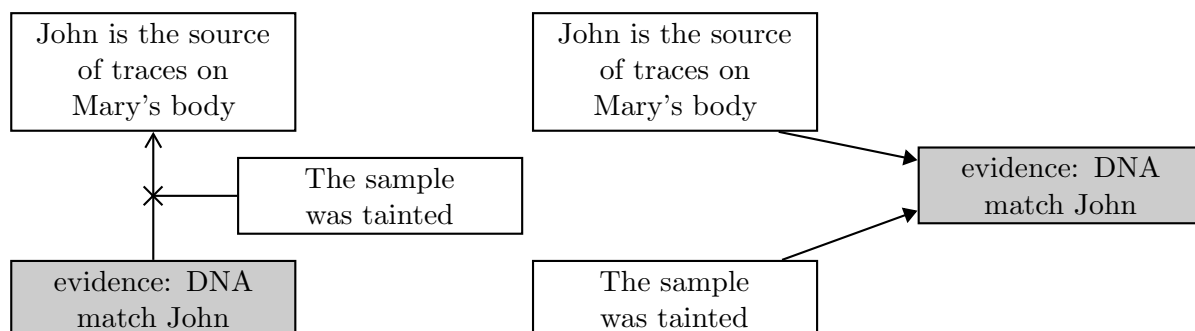 John is the source
of traces on
Mary's body
The sample
was tainted
evidence: DNA
match John
John is the source
of traces on
Mary's body
evidence: DNA
match John
The sample
was tainted